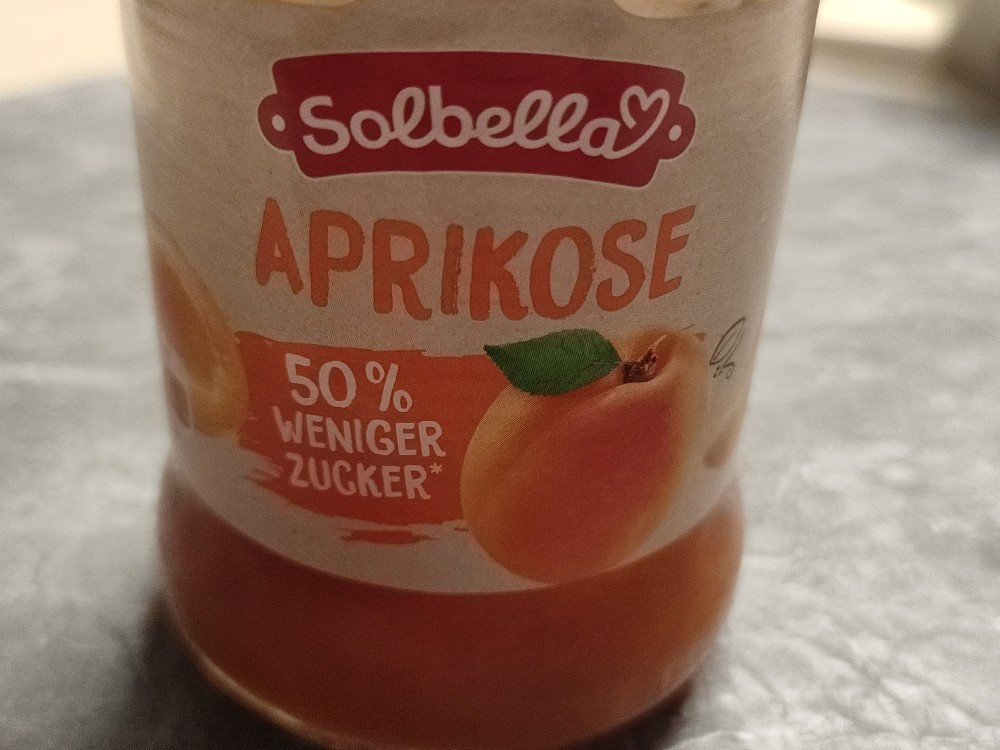 Solbella
APRIKOSE
50%
WENIGER
ZUCKER*